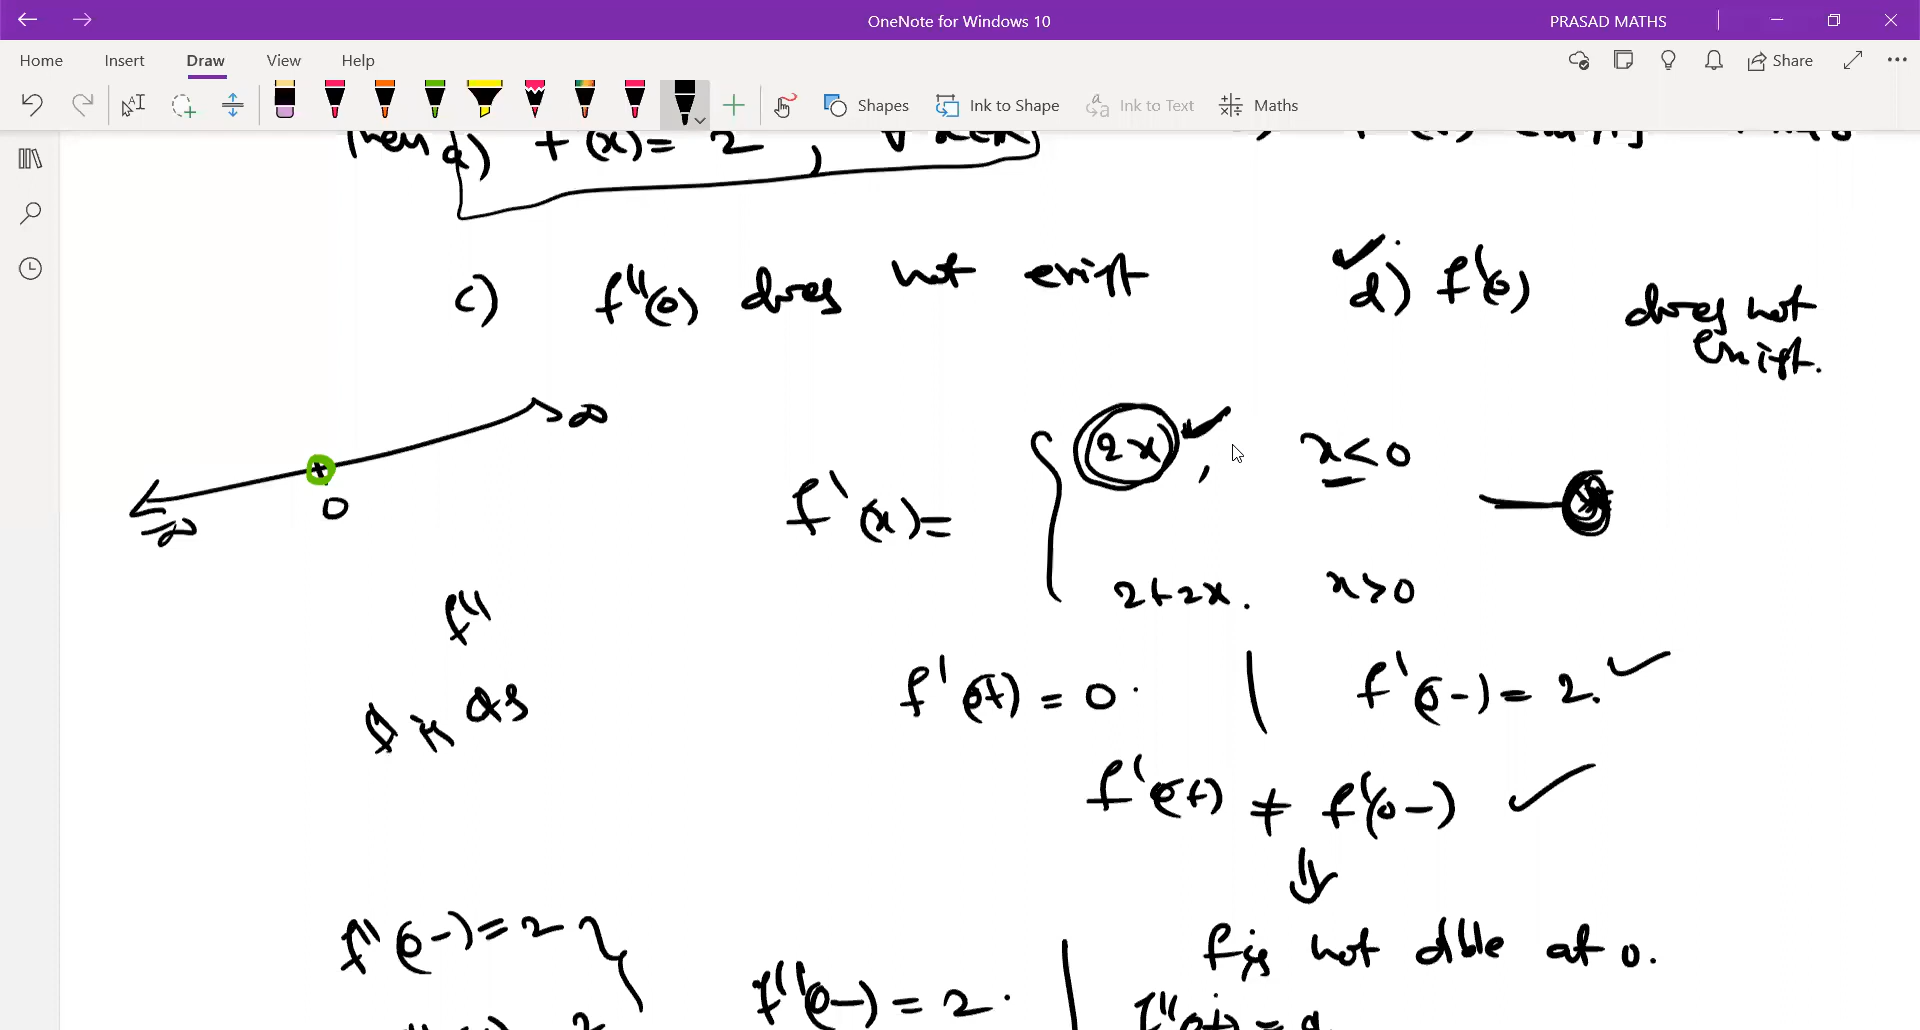 OneNote for Windows 10
PRASAD MATHS
Home Insert Draw View Help
Share
Shapes Ink to Shape Ink to Text Maths
Then a) f (x) = 2 , ∀ x∈R
c) f''(0) does not exist
d) f'(0) does not exist.
-∞ 0 ∞
f'(x) = { 2x , x < 0
2+2x . x > 0
f''
f'(0+) = 0 . | f'(0-) = 2.
f'(0+) ≠ f'(0-)
⇓
f is not dble at 0.
f''(0-) = 2
f''(0-) = 2 .